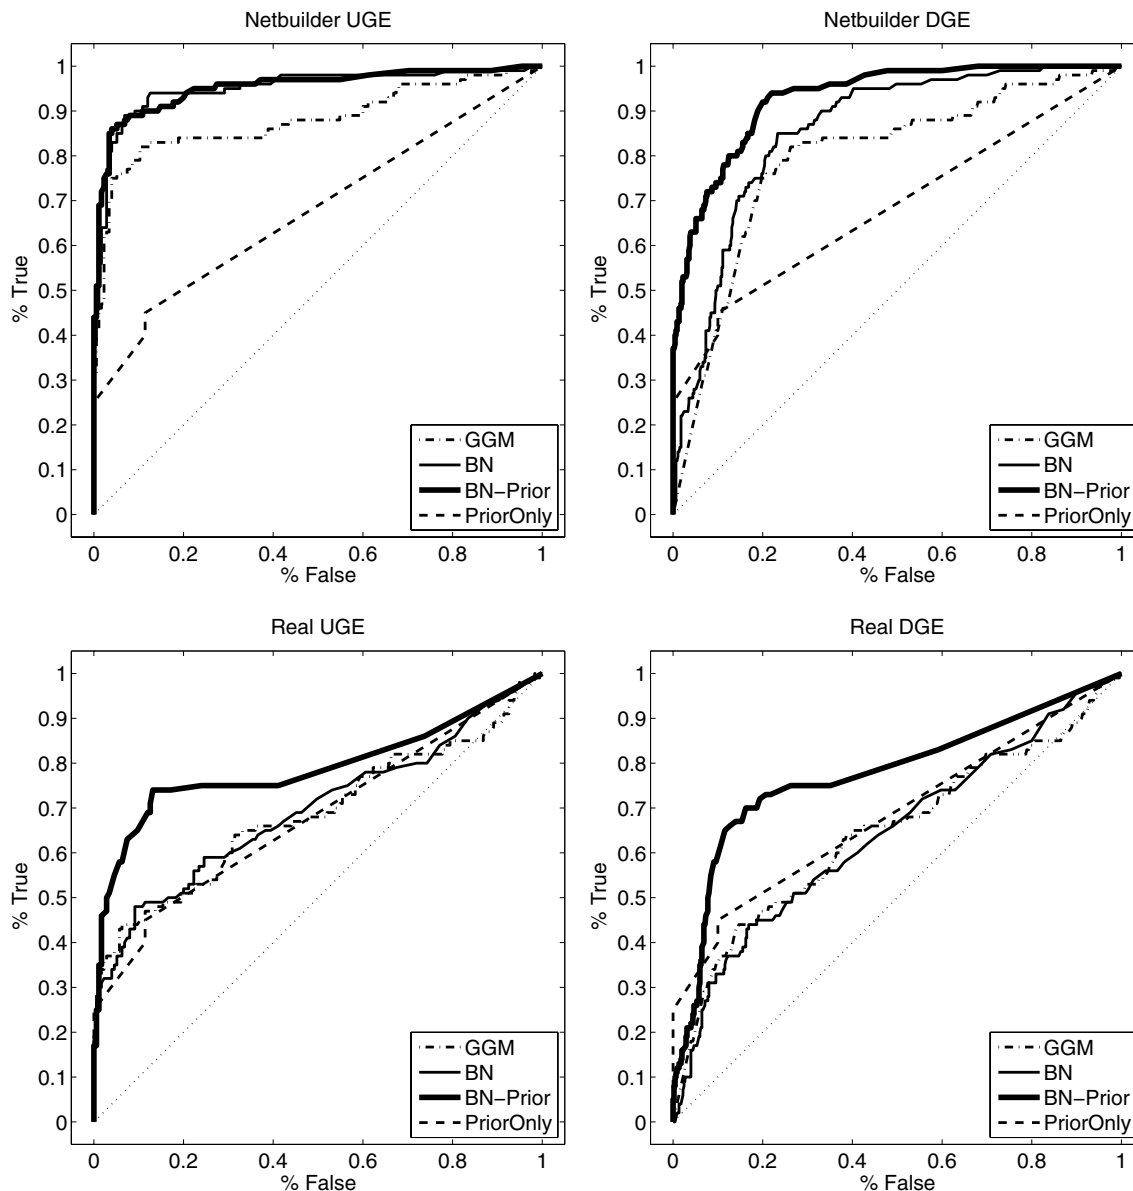 Netbuilder UGE
1
0.9
0.8
0.7
0.6
0.5
0.4
0.3
0.2
0.1
0
% True
GGM
BN
BN−Prior
PriorOnly
0 0.2 0.4 0.6 0.8 1
% False
Netbuilder DGE
1
0.9
0.8
0.7
0.6
0.5
0.4
0.3
0.2
0.1
0
% True
GGM
BN
BN−Prior
PriorOnly
0 0.2 0.4 0.6 0.8 1
% False
Real UGE
1
0.9
0.8
0.7
0.6
0.5
0.4
0.3
0.2
0.1
0
% True
GGM
BN
BN−Prior
PriorOnly
0 0.2 0.4 0.6 0.8 1
% False
Real DGE
1
0.9
0.8
0.7
0.6
0.5
0.4
0.3
0.2
0.1
0
% True
GGM
BN
BN−Prior
PriorOnly
0 0.2 0.4 0.6 0.8 1
% False